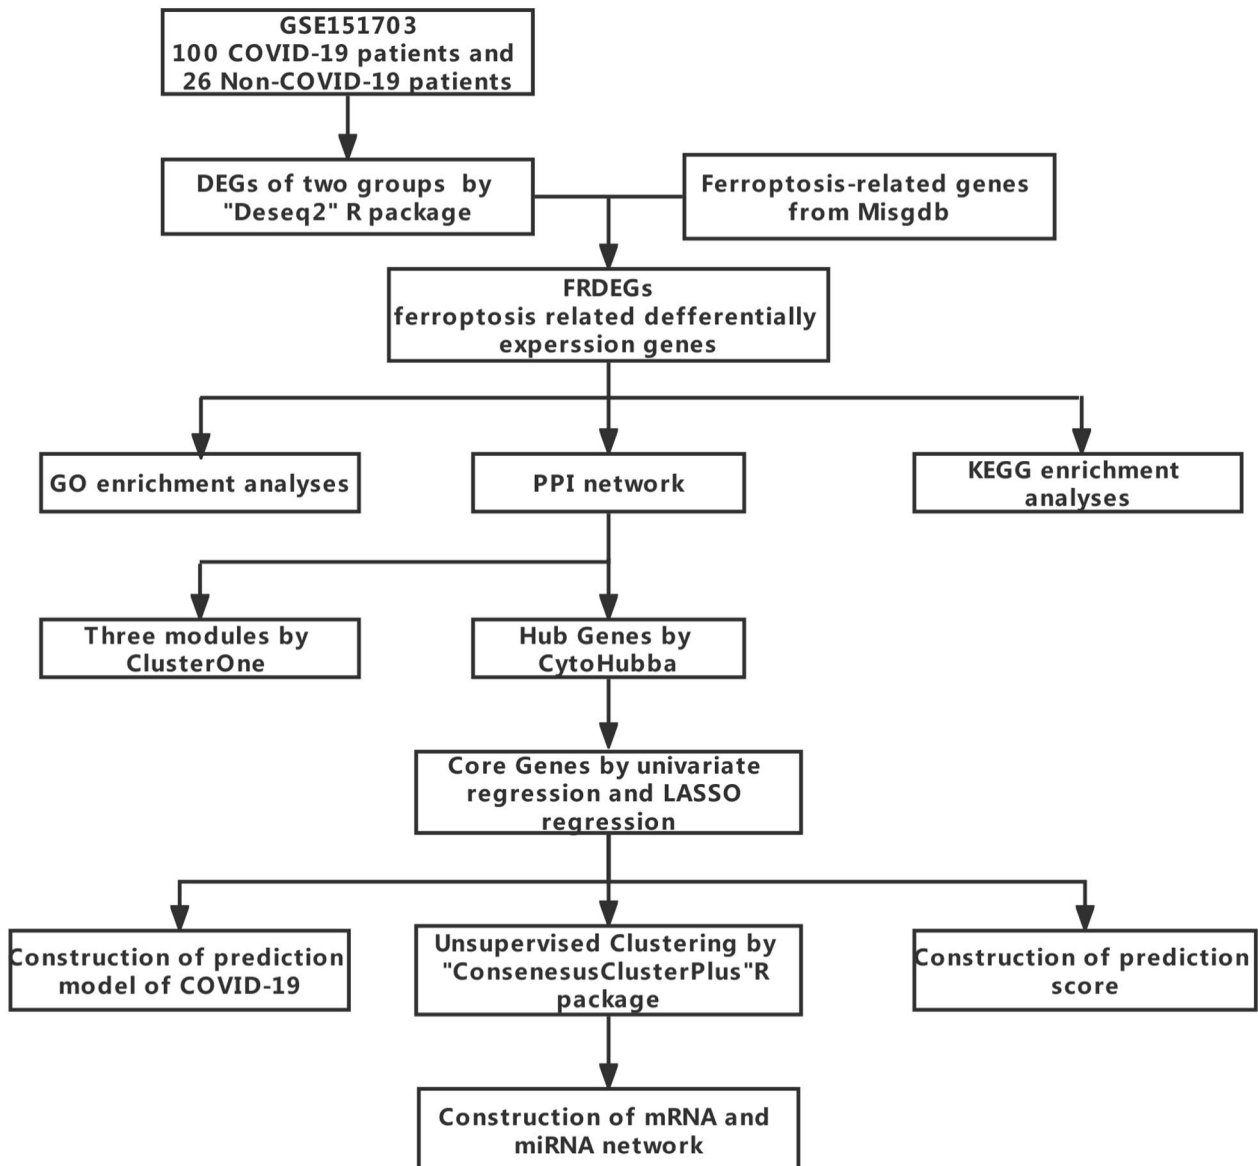 GSE151703
100 COVID-19 patients and
26 Non-COVID-19 patients
DEGs of two groups by
"Deseq2" R package
Ferroptosis-related genes
from Misgdb
FRDEGs
ferroptosis related defferentially
experssion genes
GO enrichment analyses
PPI network
KEGG enrichment
analyses
Three modules by
ClusterOne
Hub Genes by
CytoHubba
Core Genes by univariate
regression and LASSO
regression
Construction of prediction
model of COVID-19
Unsupervised Clustering by
"ConsenesusClusterPlus"R
package
Construction of prediction
score
Construction of mRNA and
miRNA network